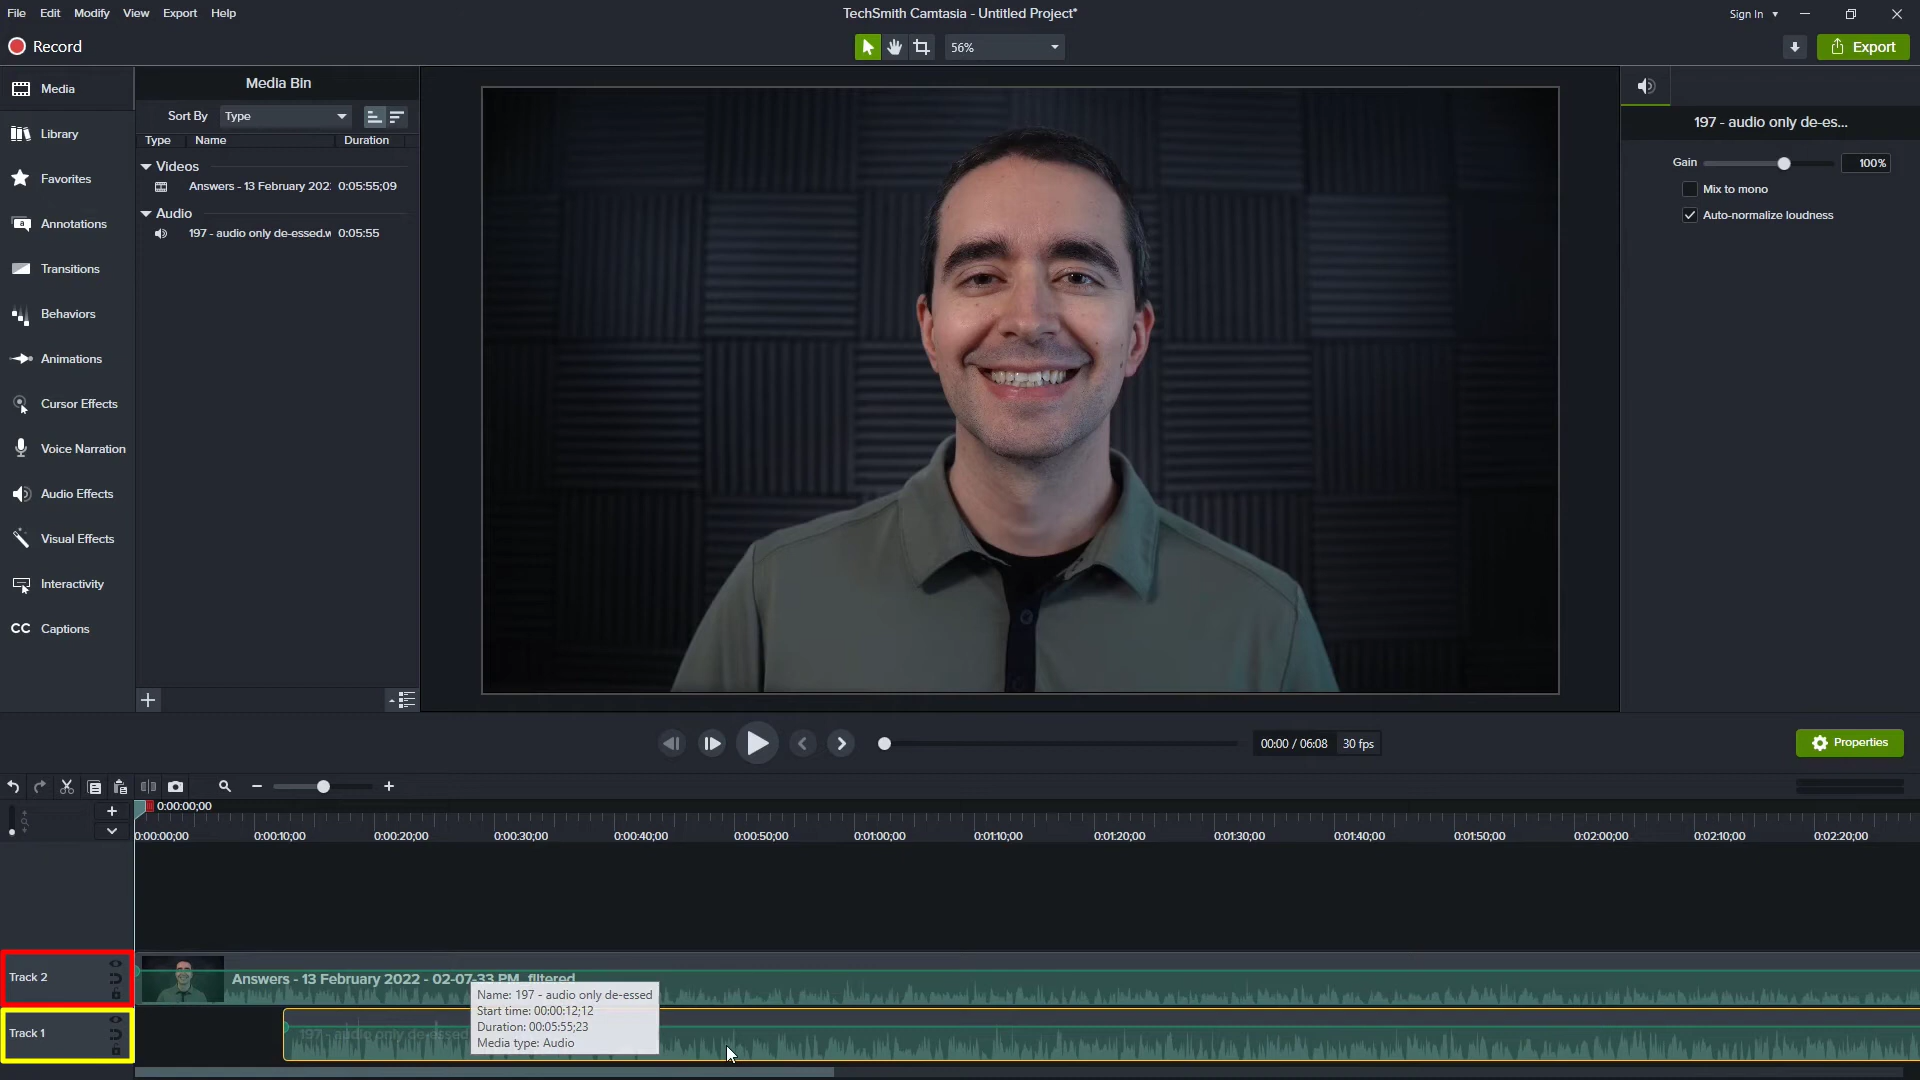 File Edit Modify View Export Help
TechSmith Camtasia - Untitled Project*
Sign In
Record
56%
Export
Media
Library
Favorites
Annotations
Transitions
Behaviors
Animations
Cursor Effects
Voice Narration
Audio Effects
Visual Effects
Interactivity
CC Captions
Media Bin
Sort By Type
Type Name Duration
Videos
Answers - 13 February 202 0:05:55;09
Audio
197 - audio only de-essed.w 0:05:55
197 - audio only de-es...
Gain 100%
Mix to mono
Auto-normalize loudness
00:00 / 06:08 30 fps
Properties
0:00:00;00
0:00:00;00 0:00:10;00 0:00:20;00 0:00:30;00 0:00:40;00 0:00:50;00 0:01:00;00 0:01:10;00 0:01:20;00 0:01:30;00 0:01:40;00 0:01:50;00 0:02:00;00 0:02:10;00 0:02:20;00
Track 2
Answers - 13 February 2022 - 02-07-33 PM_filtered
Track 1
197 - audio only de-essed
Name: 197 - audio only de-essed
Start time: 00:00:12;12
Duration: 00:05:55;23
Media type: Audio